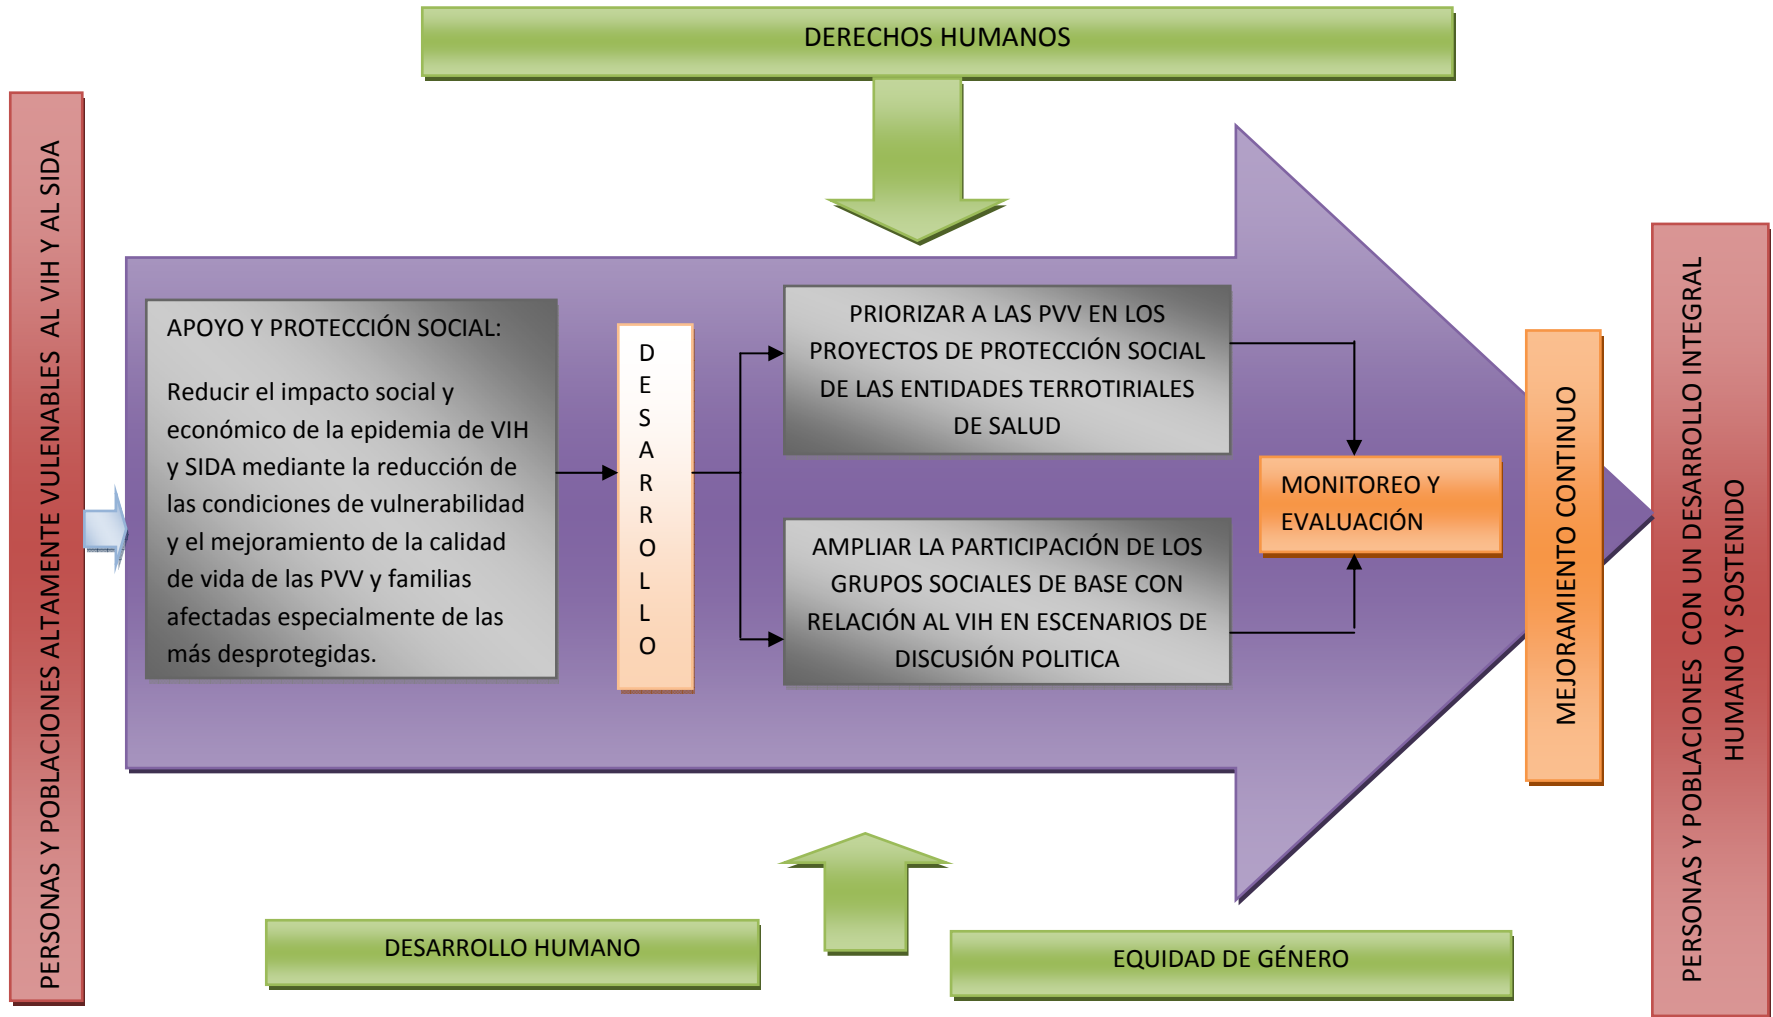 DERECHOS HUMANOS
PERSONAS Y POBLACIONES ALTAMENTE VULENABLES AL VIH Y AL SIDA
APOYO Y PROTECCIÓN SOCIAL:
Reducir el impacto social y
económico de la epidemia de VIH
y SIDA mediante la reducción de
las condiciones de vulnerabilidad
y el mejoramiento de la calidad
de vida de las PVV y familias
afectadas especialmente de las
más desprotegidas.
D
E
S
A
R
R
O
L
L
O
PRIORIZAR A LAS PVV EN LOS
PROYECTOS DE PROTECCIÓN SOCIAL
DE LAS ENTIDADES TERROTIRIALES
DE SALUD
AMPLIAR LA PARTICIPACIÓN DE LOS
GRUPOS SOCIALES DE BASE CON
RELACIÓN AL VIH EN ESCENARIOS DE
DISCUSIÓN POLITICA
MONITOREO Y
EVALUACIÓN
MEJORAMIENTO CONTINUO
PERSONAS Y POBLACIONES CON UN DESARROLLO INTEGRAL
HUMANO Y SOSTENIDO
DESARROLLO HUMANO
EQUIDAD DE GÉNERO